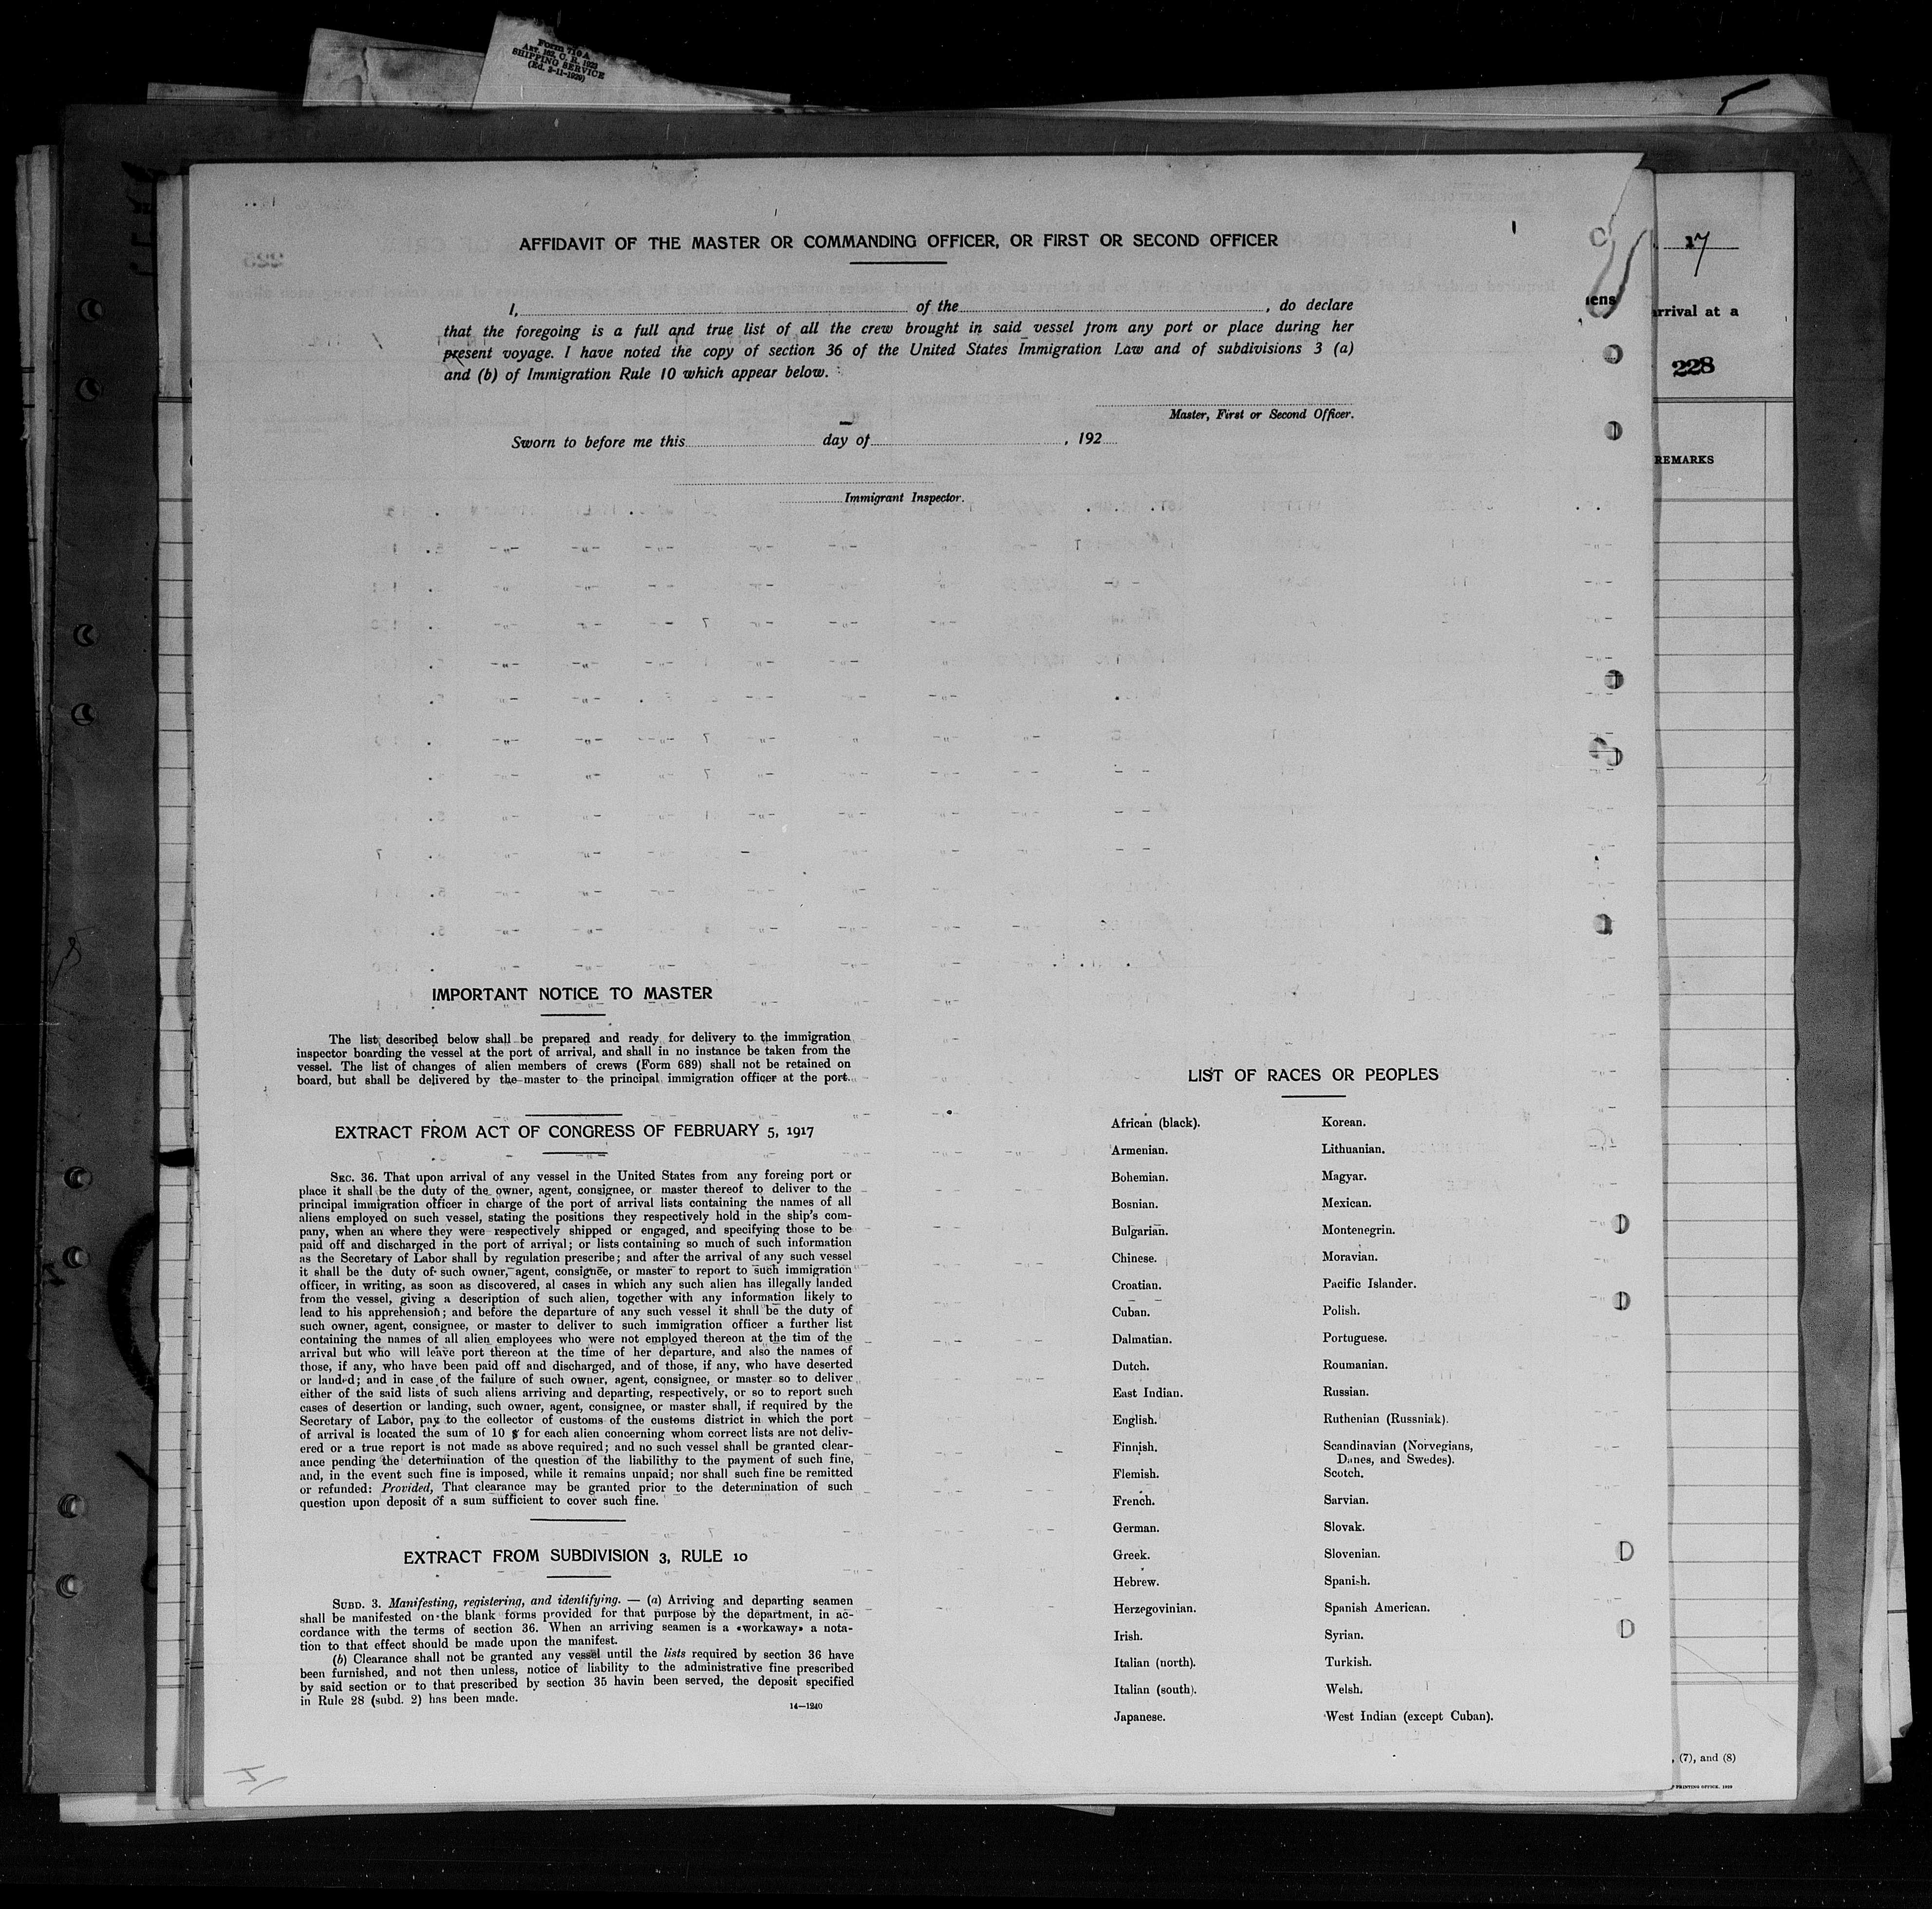 Form 710 A
Art. 163, C. R. 1923
SHIPPING SERVICE
(Ed. 2-11-1929)
17
arrival at a
228
REMARKS
iens
AFFIDAVIT OF THE MASTER OR COMMANDING OFFICER, OR FIRST OR SECOND OFFICER
I, of the , do declare
that the foregoing is a full and true list of all the crew brought in said vessel from any port or place during her
present voyage. I have noted the copy of section 36 of the United States Immigration Law and of subdivisions 3 (a)
and (b) of Immigration Rule 10 which appear below.
Master, First or Second Officer.
Sworn to before me this day of , 192
Immigrant Inspector.
IMPORTANT NOTICE TO MASTER
The list described below shall be prepared and ready for delivery to the immigration
inspector boarding the vessel at the port of arrival, and shall in no instance be taken from the
vessel. The list of changes of alien members of crews (Form 689) shall not be retained on
board, but shall be delivered by the master to the principal immigration officer at the port.
EXTRACT FROM ACT OF CONGRESS OF FEBRUARY 5, 1917
SEC. 36. That upon arrival of any vessel in the United States from any foreing port or
place it shall be the duty of the owner, agent, consignee, or master thereof to deliver to the
principal immigration officer in charge of the port of arrival lists containing the names of all
aliens employed on such vessel, stating the positions they respectively hold in the ship's com-
pany, when an where they were respectively shipped or engaged, and specifying those to be
paid off and discharged in the port of arrival; or lists containing so much of such information
as the Secretary of Labor shall by regulation prescribe; and after the arrival of any such vessel
it shall be the duty of such owner, agent, consignee, or master to report to such immigration
officer, in writing, as soon as discovered, al cases in which any such alien has illegally landed
from the vessel, giving a description of such alien, together with any information likely to
lead to his apprehension; and before the departure of any such vessel it shall be the duty of
such owner, agent, consignee, or master to deliver to such immigration officer a further list
containing the names of all alien employees who were not employed thereon at the tim of the
arrival but who will leave port thereon at the time of her departure, and also the names of
those, if any, who have been paid off and discharged, and of those, if any, who have deserted
or landed; and in case of the failure of such owner, agent, consignee, or master so to deliver
either of the said lists of such aliens arriving and departing, respectively, or so to report such
cases of desertion or landing, such owner, agent, consignee, or master shall, if required by the
Secretary of Labor, pay to the collector of customs of the customs district in which the port
of arrival is located the sum of 10 $ for each alien concerning whom correct lists are not deliv-
ered or a true report is not made as above required; and no such vessel shall be granted clear-
ance pending the determination of the question of the liabilithy to the payment of such fine,
and, in the event such fine is imposed, while it remains unpaid; nor shall such fine be remitted
or refunded: Provided, That clearance may be granted prior to the determination of such
question upon deposit of a sum sufficient to cover such fine.
EXTRACT FROM SUBDIVISION 3, RULE 10
SUBD. 3. Manifesting, registering, and identifying. — (a) Arriving and departing seamen
shall be manifested on the blank forms provided for that purpose by the department, in ac-
cordance with the terms of section 36. When an arriving seamen is a «workaway» a nota-
tion to that effect should be made upon the manifest.
(b) Clearance shall not be granted any vessel until the lists required by section 36 have
been furnished, and not then unless, notice of liability to the administrative fine prescribed
by said section or to that prescribed by section 35 havin been served, the deposit specified
in Rule 28 (subd. 2) has been made.
14—1240
LIST OF RACES OR PEOPLES
African (black).
Armenian.
Bohemian.
Bosnian.
Bulgarian.
Chinese.
Croatian.
Cuban.
Dalmatian.
Dutch.
East Indian.
English.
Finnish.
Flemish.
French.
German.
Greek.
Hebrew.
Herzegovinian.
Irish.
Italian (north).
Italian (south).
Japanese.
Korean.
Lithuanian.
Magyar.
Mexican.
Montenegrin.
Moravian.
Pacific Islander.
Polish.
Portuguese.
Roumanian.
Russian.
Ruthenian (Russniak).
Scandinavian (Norvegians,
Danes, and Swedes).
Scotch.
Sarvian.
Slovak.
Slovenian.
Spanish.
Spanish American.
Syrian.
Turkish.
Welsh.
West Indian (except Cuban).
, (7), and (8)
PRINTING OFFICE. 1929